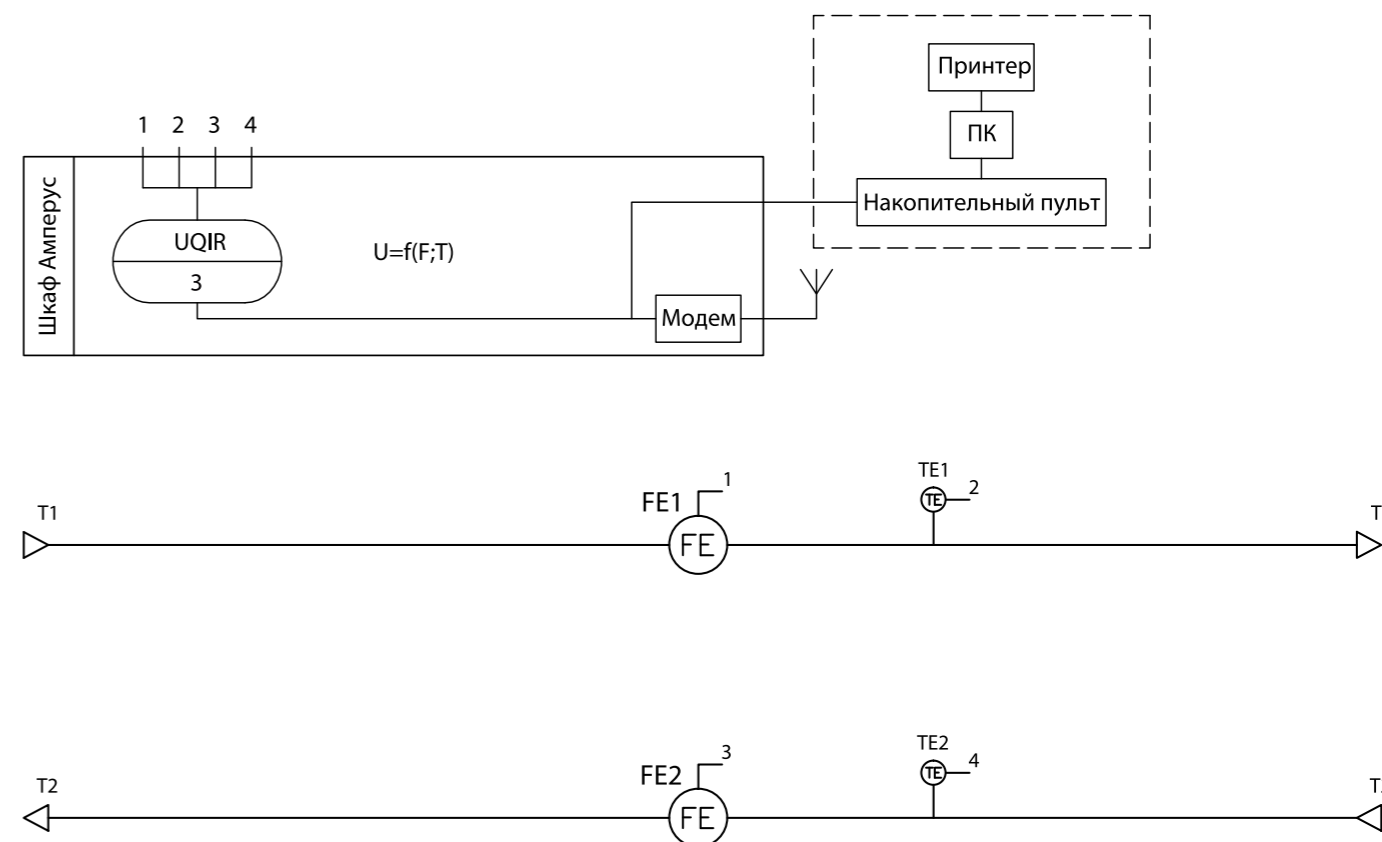 Принтер
ПК
Накопительный пульт
1 2 3 4
Шкаф Амперус
UQIR
3
U=f(F;T)
Модем
T1
FE1
1
FE
TE1
TE
2
T2
FE2
3
FE
TE2
TE
4